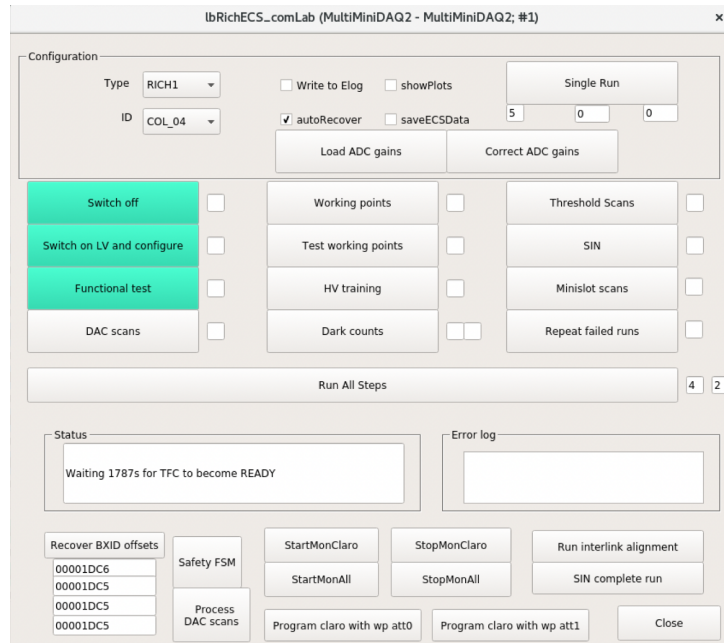 lbRichECS_comLab (MultiMiniDAQ2 - MultiMiniDAQ2; #1) ×
Configuration
Type RICH1
Write to Elog showPlots
Single Run
ID COL_04
autoRecover saveECSData
5 0 0
Load ADC gains Correct ADC gains
Switch off Working points Threshold Scans
Switch on LV and configure Test working points SIN
Functional test HV training Minislot scans
DAC scans Dark counts Repeat failed runs
Run All Steps 4 2
Status Error log
Waiting 1787s for TFC to become READY
Recover BXID offsets
00001DC6
00001DC5
00001DC5
00001DC5
Safety FSM
Process
DAC scans
StartMonClaro StopMonClaro
StartMonAll StopMonAll
Run interlink alignment
SIN complete run
Program claro with wp att0 Program claro with wp att1 Close